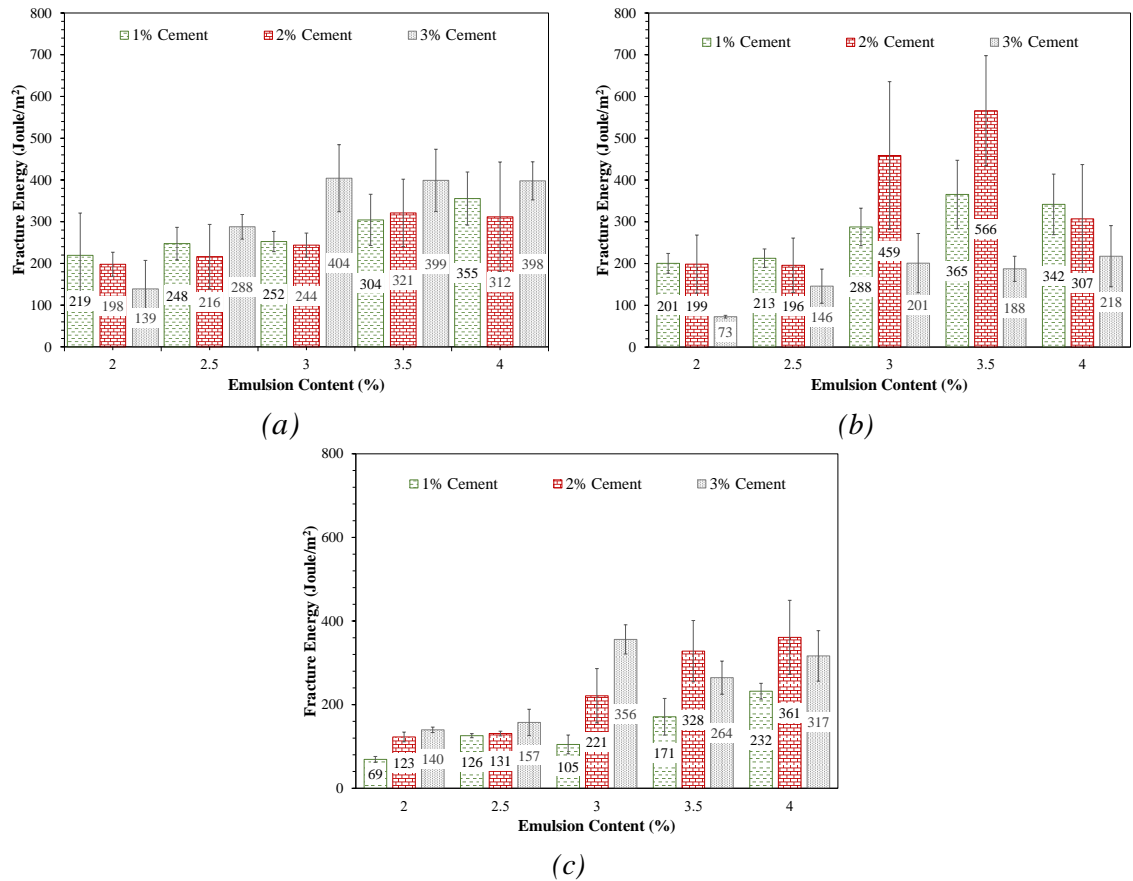 800
700
600
500
400
300
200
100
0
Fracture Energy (Joule/m²)
1% Cement 2% Cement 3% Cement
219 198 139 248 216 288 252 244 404 304 321 399 355 312 398
2 2.5 3 3.5 4
Emulsion Content (%)
(a)
800
700
600
500
400
300
200
100
0
Fracture Energy (Joule/m²)
1% Cement 2% Cement 3% Cement
201 199 73 213 196 146 288 459 201 365 566 188 342 307 218
2 2.5 3 3.5 4
Emulsion Content (%)
(b)
800
600
400
200
0
Fracture Energy (Joule/m²)
1% Cement 2% Cement 3% Cement
69 123 140 126 131 157 105 221 356 171 328 264 232 361 317
2 2.5 3 3.5 4
Emulsion Content (%)
(c)